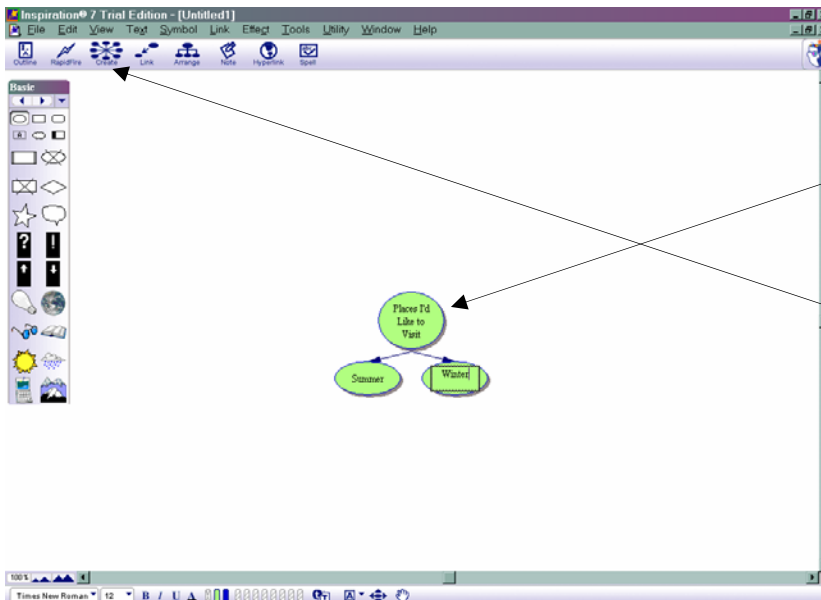 Inspiration® 7 Trial Edition - [Untitled1]
File Edit View Text Symbol Link Effect Tools Utility Window Help
Outline RapidFire Create Link Arrange Note Hyperlink Spell
Basic
A
?
!
Places I'd
Like to
Visit
Summer
Winter
100%
Times New Roman 12 B I U A A